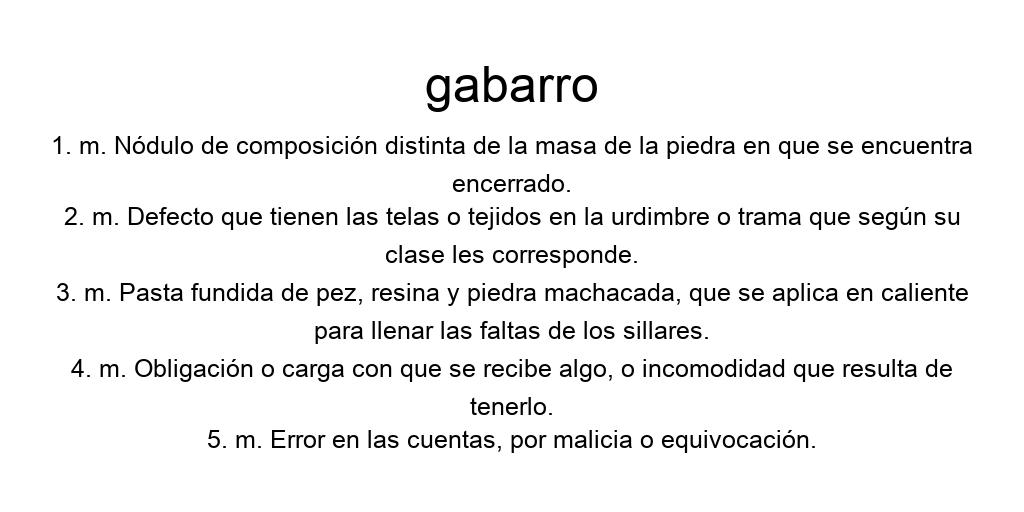 gabarro
1. m. Nódulo de composición distinta de la masa de la piedra en que se encuentra
encerrado.
2. m. Defecto que tienen las telas o tejidos en la urdimbre o trama que según su
clase les corresponde.
3. m. Pasta fundida de pez, resina y piedra machacada, que se aplica en caliente
para llenar las faltas de los sillares.
4. m. Obligación o carga con que se recibe algo, o incomodidad que resulta de
tenerlo.
5. m. Error en las cuentas, por malicia o equivocación.